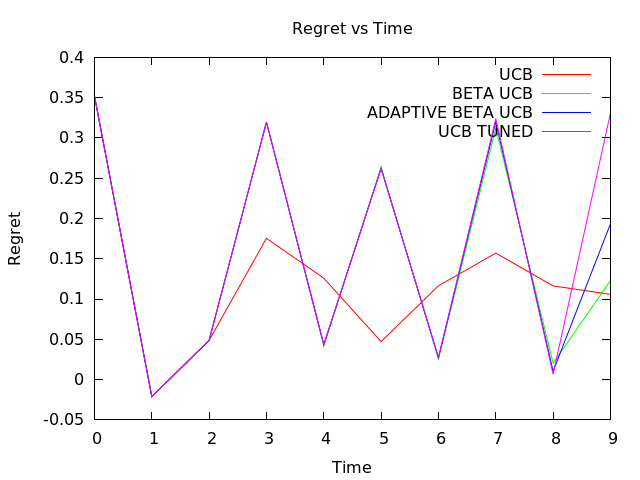 Regret vs Time
0.4
0.35
0.3
0.25
0.2
0.15
0.1
0.05
0
-0.05
Regret
UCB
BETA UCB
ADAPTIVE BETA UCB
UCB TUNED
0 1 2 3 4 5 6 7 8 9
Time